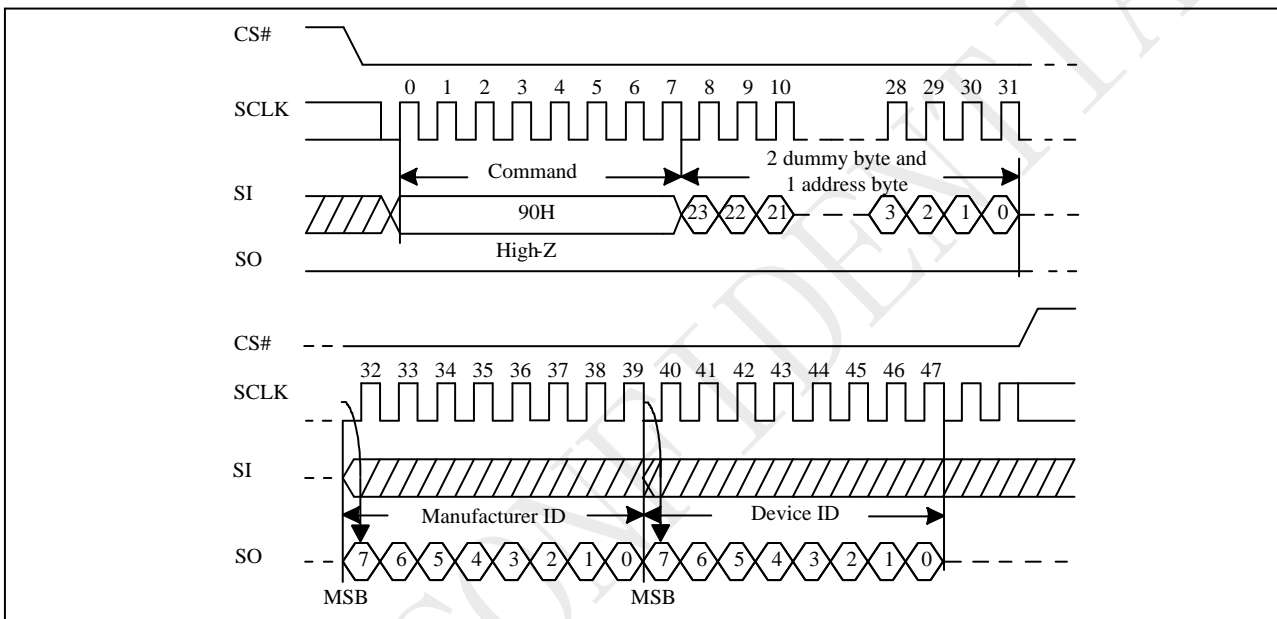 CS#
0 1 2 3 4 5 6 7 8 9 10 28 29 30 31
SCLK
Command
2 dummy byte and
1 address byte
SI
90H
23 22 21 3 2 1 0
High-Z
SO
CS#
32 33 34 35 36 37 38 39 40 41 42 43 44 45 46 47
SCLK
SI
Manufacturer ID
Device ID
SO
7 6 5 4 3 2 1 0 7 6 5 4 3 2 1 0
MSB
MSB
CONFIDENTIA